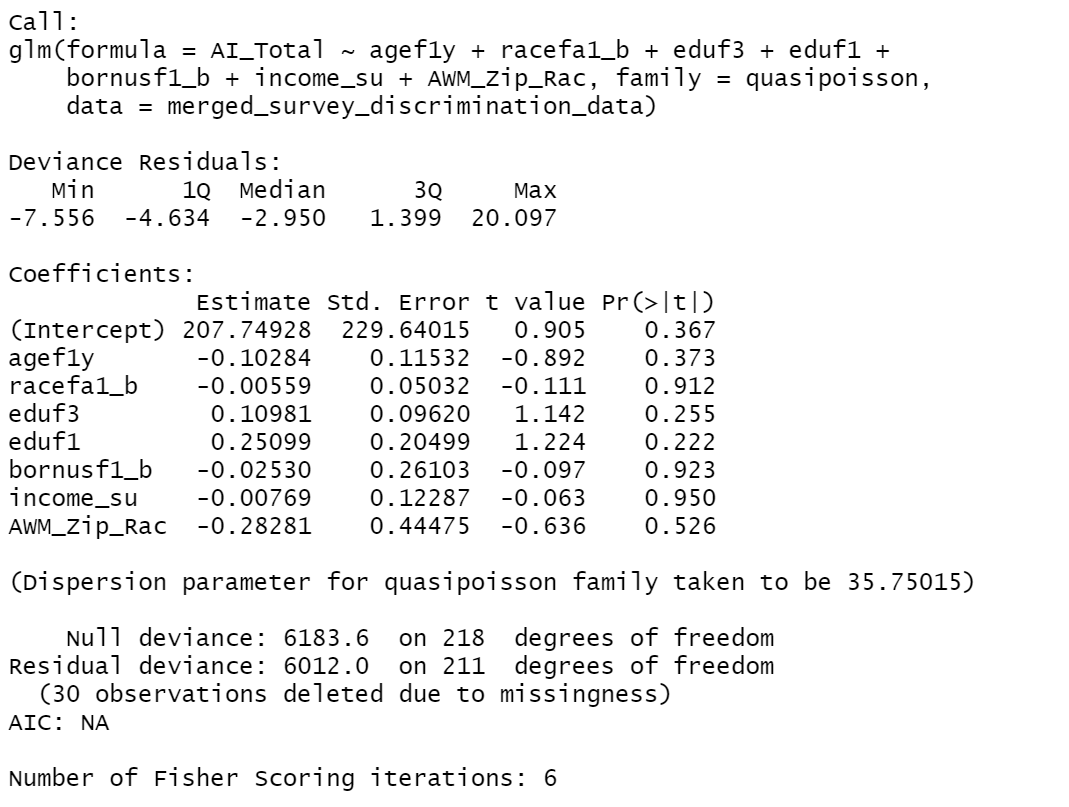 Call:
glm(formula = AI_Total ~ agef1y + racefa1_b + eduf3 + eduf1 +
    bornusf1_b + income_su + AWM_Zip_Rac, family = quasipoisson,
    data = merged_survey_discrimination_data)

Deviance Residuals:
   Min      1Q  Median      3Q     Max
-7.556  -4.634  -2.950   1.399  20.097

Coefficients:
             Estimate Std. Error t value Pr(>|t|)
(Intercept) 207.74928  229.64015   0.905    0.367
agef1y       -0.10284    0.11532  -0.892    0.373
racefa1_b    -0.00559    0.05032  -0.111    0.912
eduf3         0.10981    0.09620   1.142    0.255
eduf1         0.25099    0.20499   1.224    0.222
bornusf1_b   -0.02530    0.26103  -0.097    0.923
income_su    -0.00769    0.12287  -0.063    0.950
AWM_Zip_Rac  -0.28281    0.44475  -0.636    0.526

(Dispersion parameter for quasipoisson family taken to be 35.75015)

    Null deviance: 6183.6  on 218  degrees of freedom
Residual deviance: 6012.0  on 211  degrees of freedom
  (30 observations deleted due to missingness)
AIC: NA

Number of Fisher Scoring iterations: 6